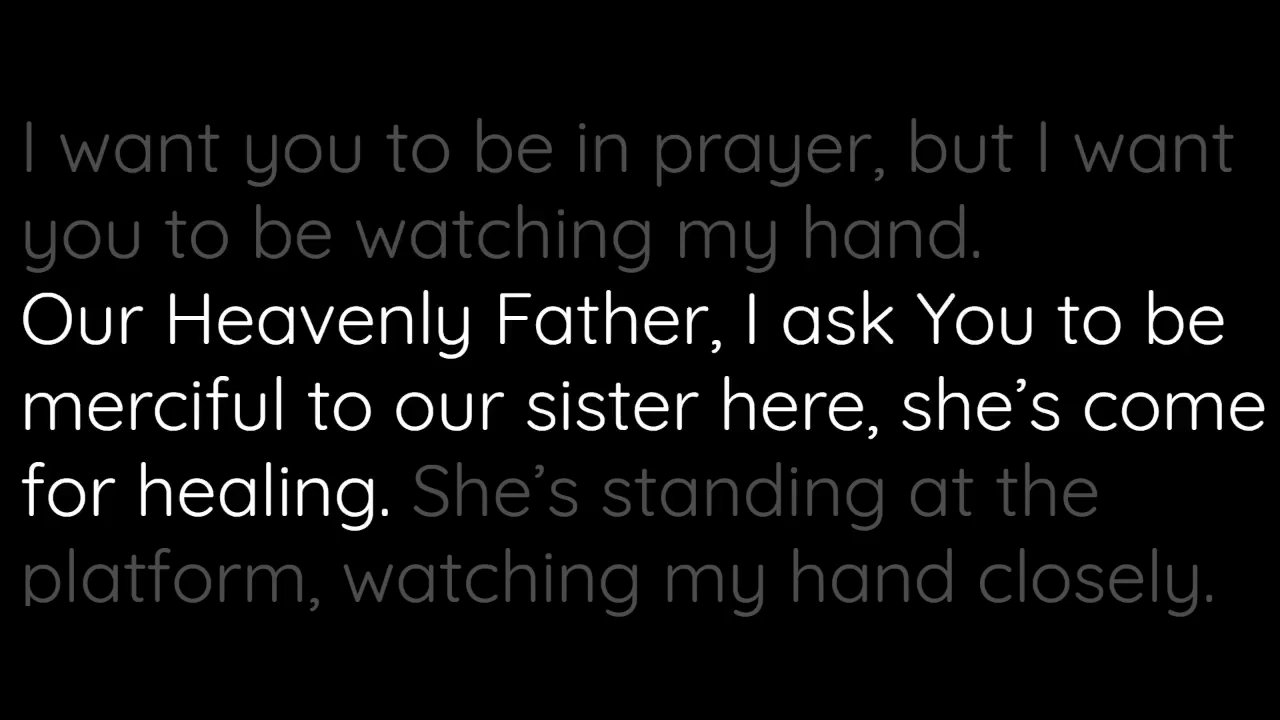 I want you to be in prayer, but I want
you to be watching my hand.
Our Heavenly Father, I ask You to be
merciful to our sister here, she’s come
for healing. She’s standing at the
platform, watching my hand closely.